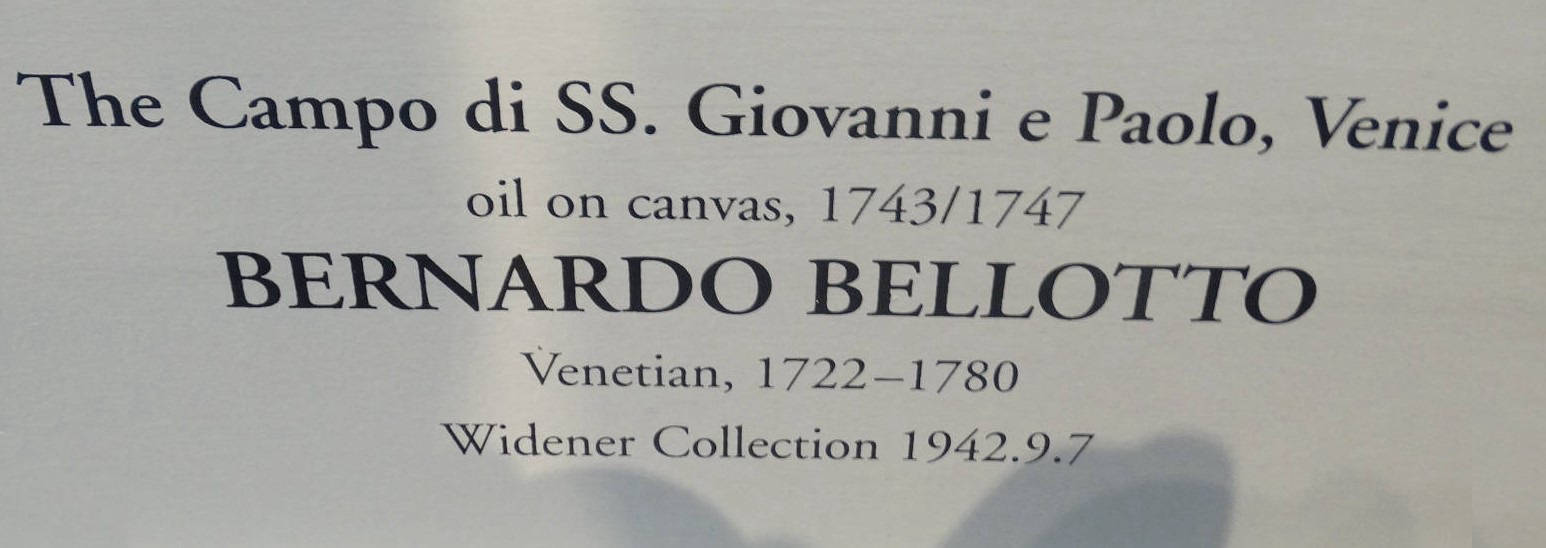 The Campo di SS. Giovanni e Paolo, Venice
oil on canvas, 1743/1747
BERNARDO BELLOTTO
Venetian, 1722–1780
Widener Collection 1942.9.7